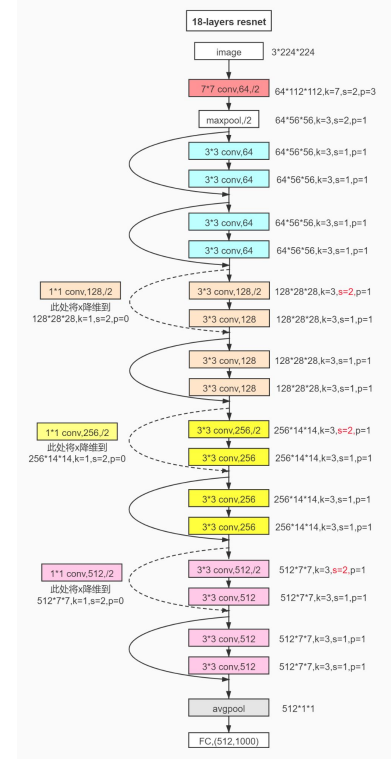 18-layers resnet
image 3*224*224
7*7 conv,64,/2 64*112*112,k=7,s=2,p=3
maxpool,/2 64*56*56,k=3,s=2,p=1
3*3 conv,64 64*56*56,k=3,s=1,p=1
3*3 conv,64 64*56*56,k=3,s=1,p=1
3*3 conv,64 64*56*56,k=3,s=1,p=1
3*3 conv,64 64*56*56,k=3,s=1,p=1
1*1 conv,128,/2 3*3 conv,128,/2 128*28*28,k=3,s=2,p=1
此处将x降维到
128*28*28,k=1,s=2,p=0 3*3 conv,128 128*28*28,k=3,s=1,p=1
3*3 conv,128 128*28*28,k=3,s=1,p=1
3*3 conv,128 128*28*28,k=3,s=1,p=1
1*1 conv,256,/2 3*3 conv,256,/2 256*14*14,k=3,s=2,p=1
此处将x降维到
256*14*14,k=1,s=2,p=0 3*3 conv,256 256*14*14,k=3,s=1,p=1
3*3 conv,256 256*14*14,k=3,s=1,p=1
3*3 conv,256 256*14*14,k=3,s=1,p=1
1*1 conv,512,/2 3*3 conv,512,/2 512*7*7,k=3,s=2,p=1
此处将x降维到
512*7*7,k=1,s=2,p=0 3*3 conv,512 512*7*7,k=3,s=1,p=1
3*3 conv,512 512*7*7,k=3,s=1,p=1
3*3 conv,512 512*7*7,k=3,s=1,p=1
avgpool 512*1*1
FC,(512,1000)